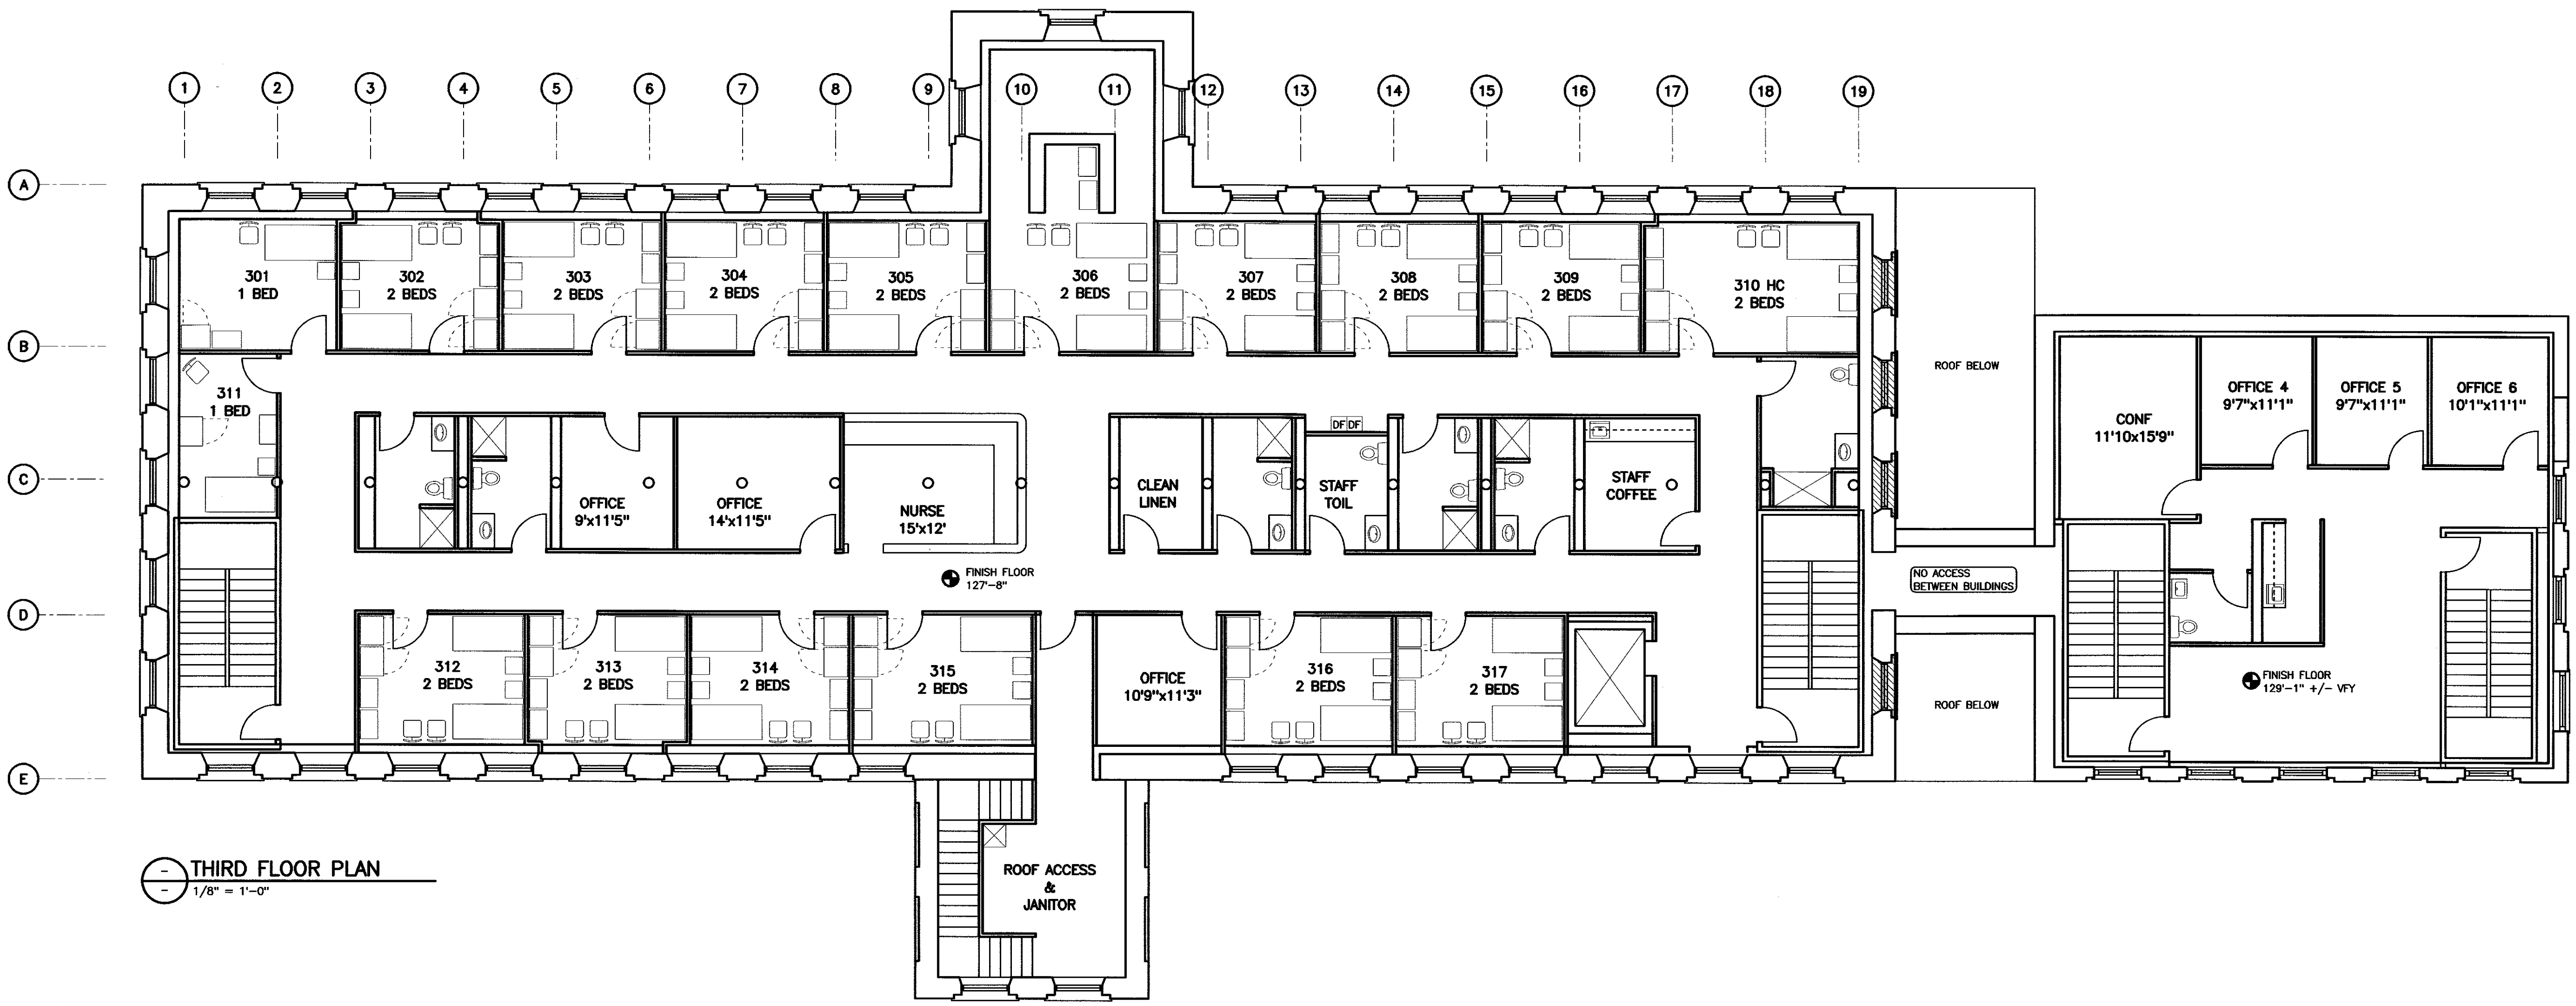 1 2 3 4 5 6 7 8 9 10 11 12 13 14 15 16 17 18 19
A
B
C
D
E
301
1 BED
302
2 BEDS
303
2 BEDS
304
2 BEDS
305
2 BEDS
306
2 BEDS
307
2 BEDS
308
2 BEDS
309
2 BEDS
310 HC
2 BEDS
ROOF BELOW
311
1 BED
OFFICE
9'x11'5"
OFFICE
14'x11'5"
NURSE
15'x12'
CLEAN
LINEN
DF DF
STAFF
TOIL
STAFF
COFFEE
CONF
11'10x15'9"
OFFICE 4
9'7"x11'1"
OFFICE 5
9'7"x11'1"
OFFICE 6
10'1"x11'1"
FINISH FLOOR
127'-8"
NO ACCESS
BETWEEN BUILDINGS
312
2 BEDS
313
2 BEDS
314
2 BEDS
315
2 BEDS
OFFICE
10'9"x11'3"
316
2 BEDS
317
2 BEDS
ROOF BELOW
FINISH FLOOR
129'-1" +/- VFY
ROOF ACCESS
&
JANITOR
- THIRD FLOOR PLAN
- 1/8" = 1'-0"